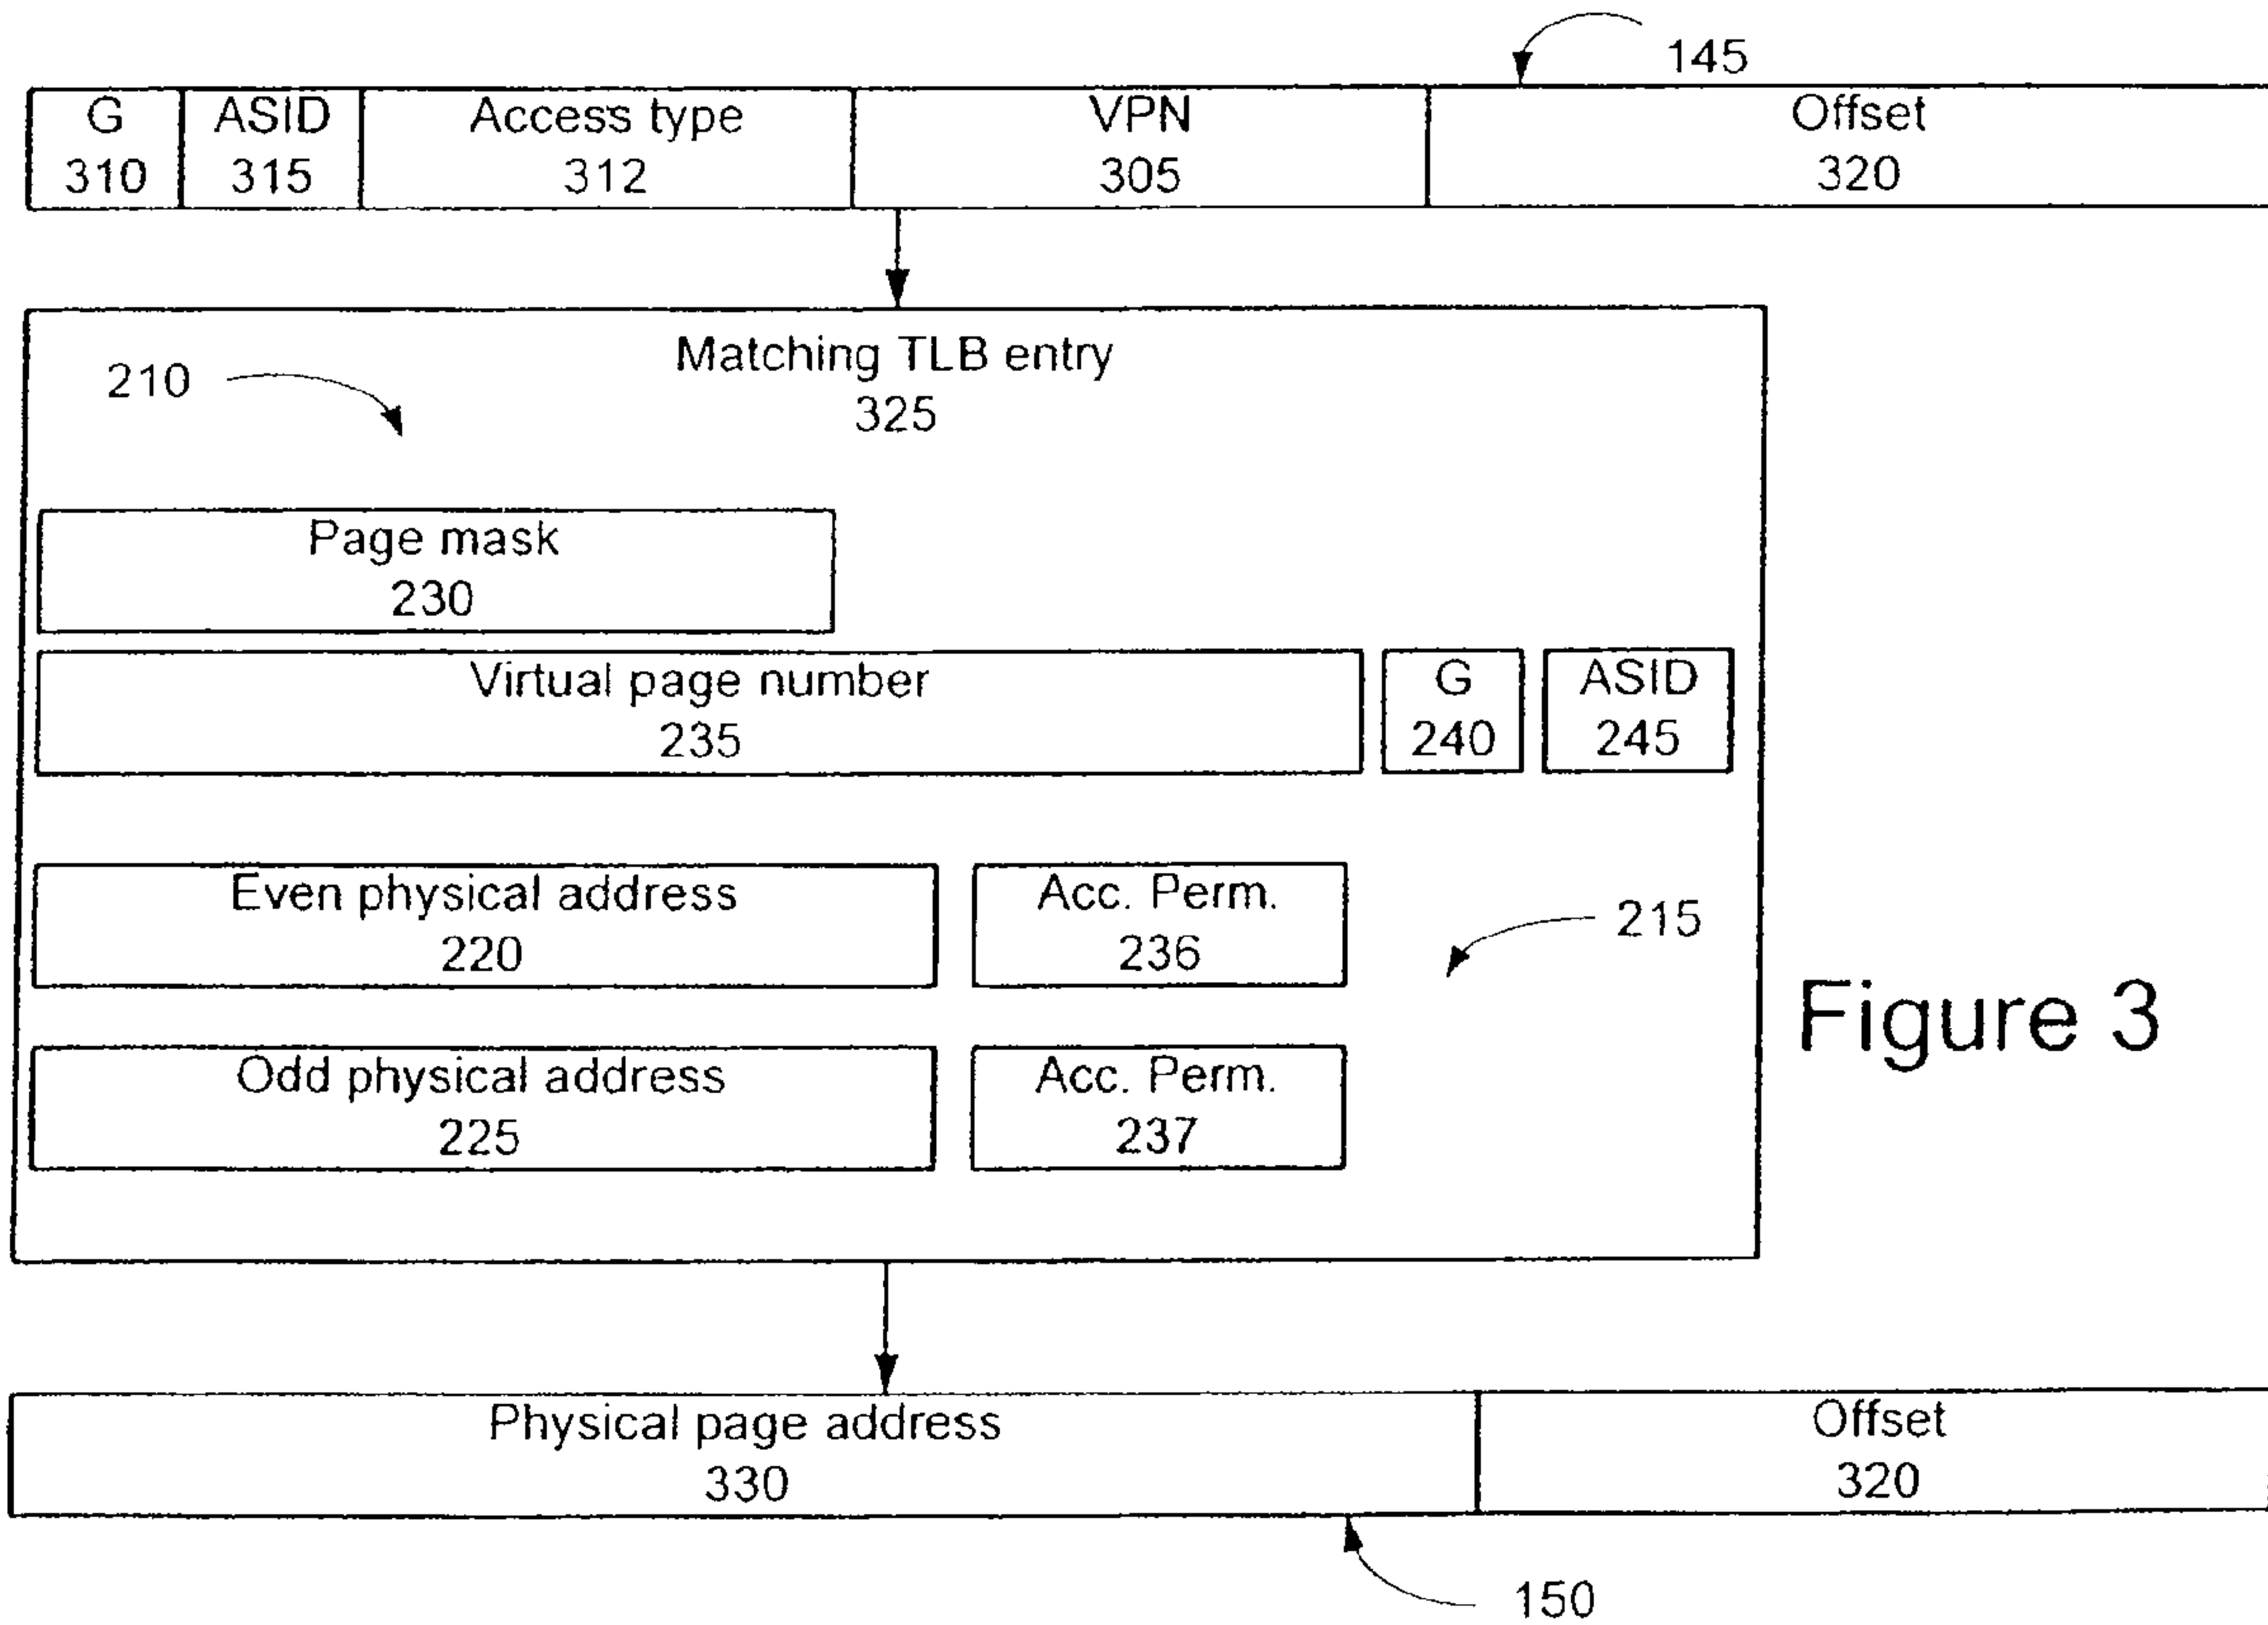 145
G ASID Access type VPN Offset
310 315 312 305 320
Matching TLB entry
325
210
Page mask
230
Virtual page number G ASID
235 240 245
Even physical address Acc. Perm.
220 236
215
Odd physical address Acc. Perm.
225 237
Figure 3
Physical page address Offset
330 320
150